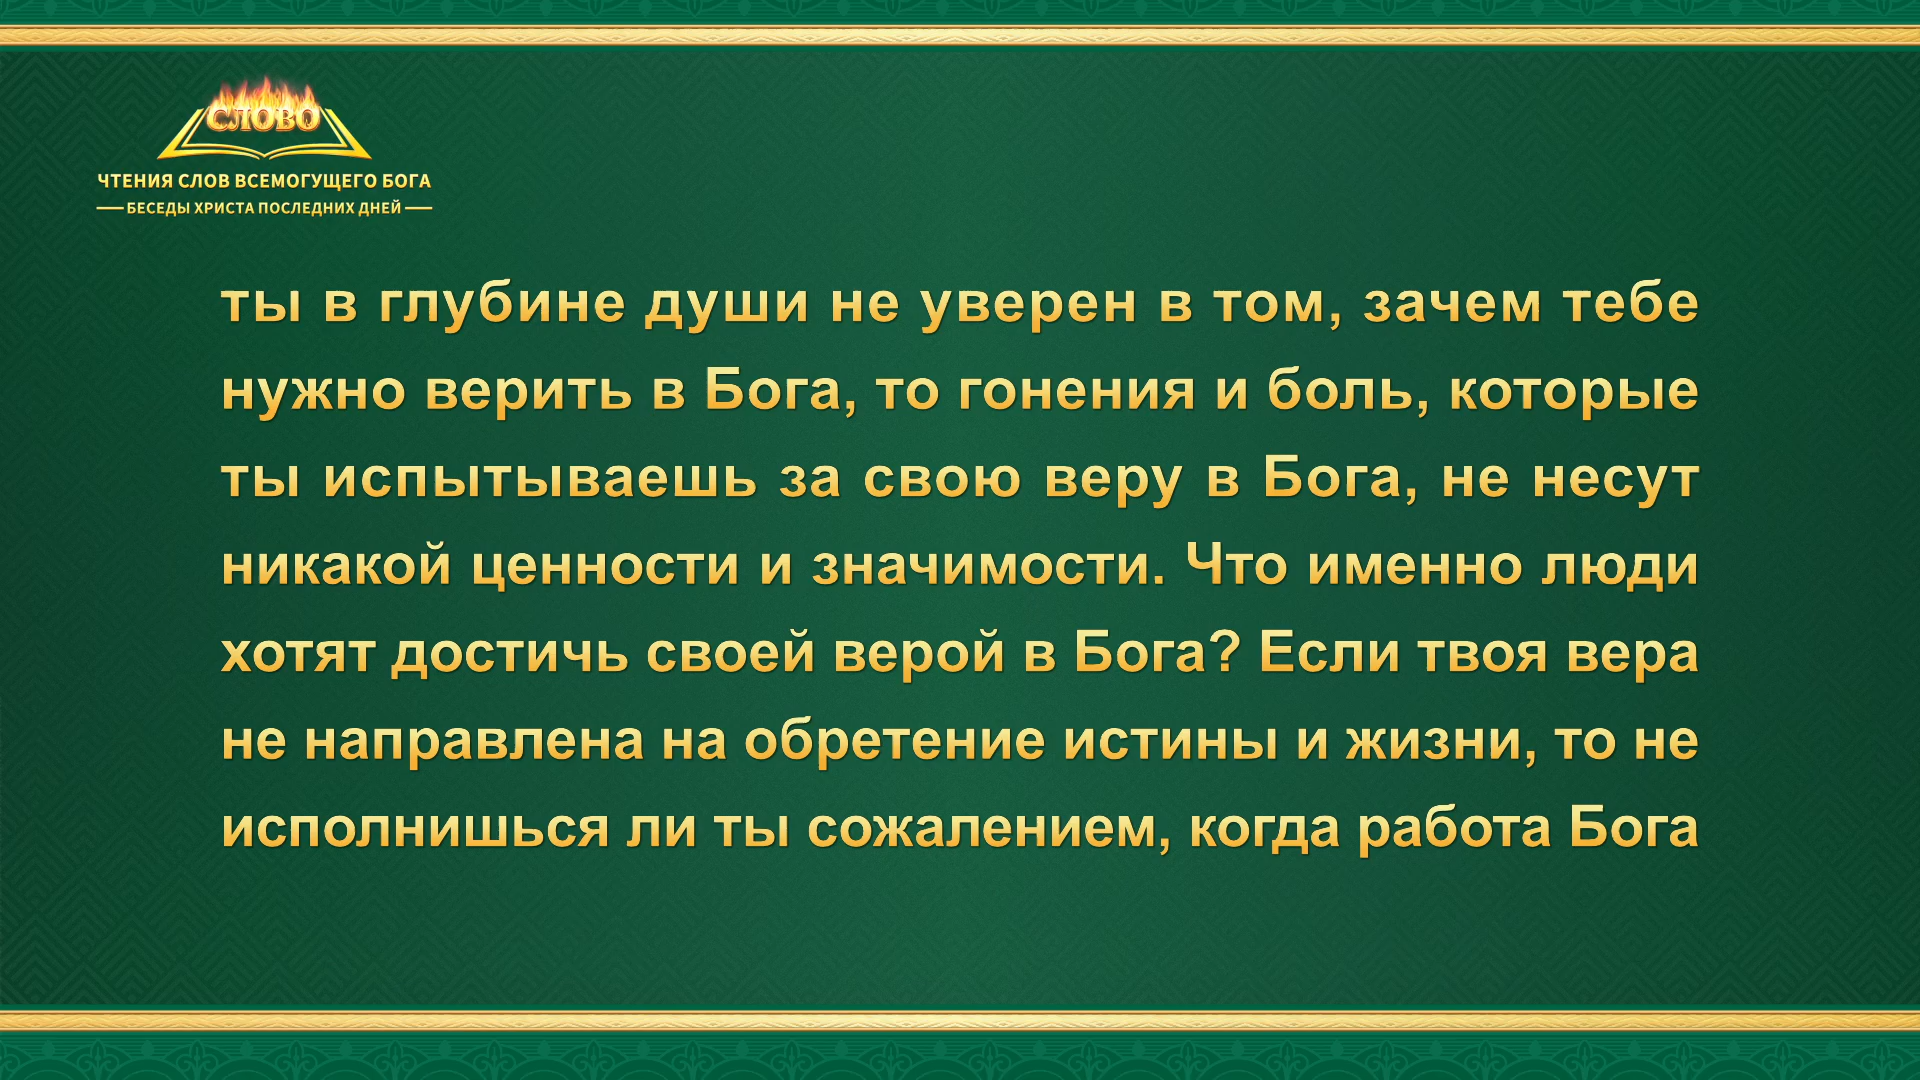 СЛОВО
ЧТЕНИЯ СЛОВ ВСЕМОГУЩЕГО БОГА
БЕСЕДЫ ХРИСТА ПОСЛЕДНИХ ДНЕЙ
ты в глубине души не уверен в том, зачем тебе
нужно верить в Бога, то гонения и боль, которые
ты испытываешь за свою веру в Бога, не несут
никакой ценности и значимости. Что именно люди
хотят достичь своей верой в Бога? Если твоя вера
не направлена на обретение истины и жизни, то не
исполнишься ли ты сожалением, когда работа Бога